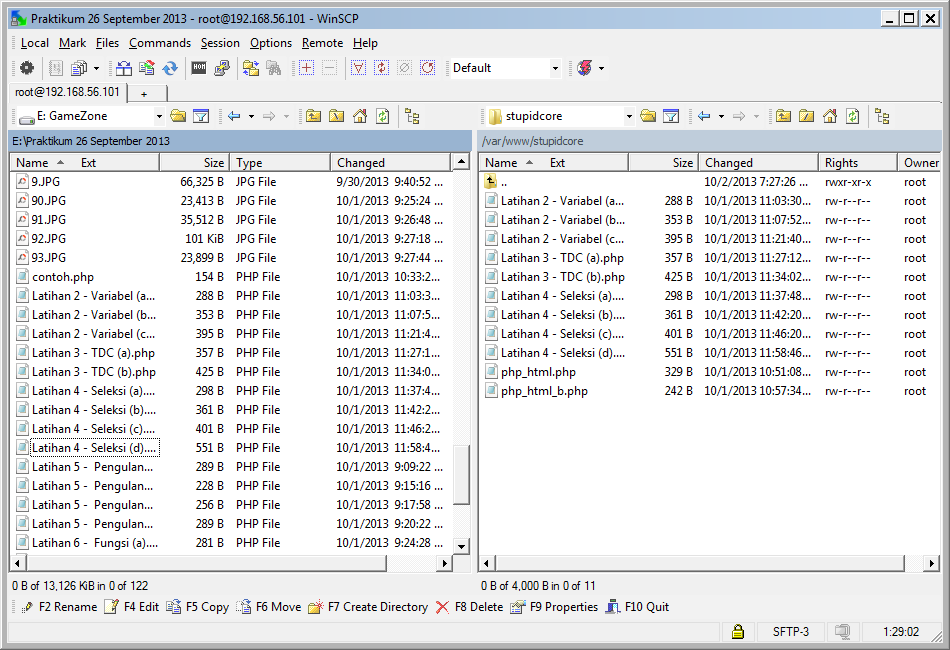 Praktikum 26 September 2013 - root@192.168.56.101 - WinSCP
Local Mark Files Commands Session Options Remote Help
Default
root@192.168.56.101 +
E: GameZone stupidcore
E:\Praktikum 26 September 2013 /var/www/stupidcore
Name Ext Size Type Changed Name Ext Size Changed Rights Owner
9.JPG 66,325 B JPG File 9/30/2013 9:40:52 ... .. 10/2/2013 7:27:26 ... rwxr-xr-x root
90.JPG 23,413 B JPG File 10/1/2013 9:25:24 ... Latihan 2 - Variabel (a... 288 B 10/1/2013 11:03:30... rw-r--r-- root
91.JPG 35,512 B JPG File 10/1/2013 9:26:48 ... Latihan 2 - Variabel (b... 353 B 10/1/2013 11:07:52... rw-r--r-- root
92.JPG 101 KiB JPG File 10/1/2013 9:27:18 ... Latihan 2 - Variabel (c... 395 B 10/1/2013 11:21:40... rw-r--r-- root
93.JPG 23,899 B JPG File 10/1/2013 9:27:44 ... Latihan 3 - TDC (a).php 357 B 10/1/2013 11:27:12... rw-r--r-- root
contoh.php 154 B PHP File 10/1/2013 10:33:2... Latihan 3 - TDC (b).php 425 B 10/1/2013 11:34:02... rw-r--r-- root
Latihan 2 - Variabel (a... 288 B PHP File 10/1/2013 11:03:3... Latihan 4 - Seleksi (a).... 298 B 10/1/2013 11:37:48... rw-r--r-- root
Latihan 2 - Variabel (b... 353 B PHP File 10/1/2013 11:07:5... Latihan 4 - Seleksi (b).... 361 B 10/1/2013 11:42:20... rw-r--r-- root
Latihan 2 - Variabel (c... 395 B PHP File 10/1/2013 11:21:4... Latihan 4 - Seleksi (c).... 401 B 10/1/2013 11:46:20... rw-r--r-- root
Latihan 3 - TDC (a).php 357 B PHP File 10/1/2013 11:27:1... Latihan 4 - Seleksi (d).... 551 B 10/1/2013 11:58:46... rw-r--r-- root
Latihan 3 - TDC (b).php 425 B PHP File 10/1/2013 11:34:0... php_html.php 329 B 10/1/2013 10:51:08... rw-r--r-- root
Latihan 4 - Seleksi (a).... 298 B PHP File 10/1/2013 11:37:4... php_html_b.php 242 B 10/1/2013 10:57:34... rw-r--r-- root
Latihan 4 - Seleksi (b).... 361 B PHP File 10/1/2013 11:42:2...
Latihan 4 - Seleksi (c).... 401 B PHP File 10/1/2013 11:46:2...
Latihan 4 - Seleksi (d).... 551 B PHP File 10/1/2013 11:58:4...
Latihan 5 - Pengulan... 289 B PHP File 10/1/2013 9:09:22 ...
Latihan 5 - Pengulan... 228 B PHP File 10/1/2013 9:15:16 ...
Latihan 5 - Pengulan... 256 B PHP File 10/1/2013 9:17:58 ...
Latihan 5 - Pengulan... 289 B PHP File 10/1/2013 9:20:22 ...
Latihan 6 - Fungsi (a).... 281 B PHP File 10/1/2013 9:24:28 ...
0 B of 13,126 KiB in 0 of 122 0 B of 4,000 B in 0 of 11
F2 Rename F4 Edit F5 Copy F6 Move F7 Create Directory F8 Delete F9 Properties F10 Quit
SFTP-3 1:29:02